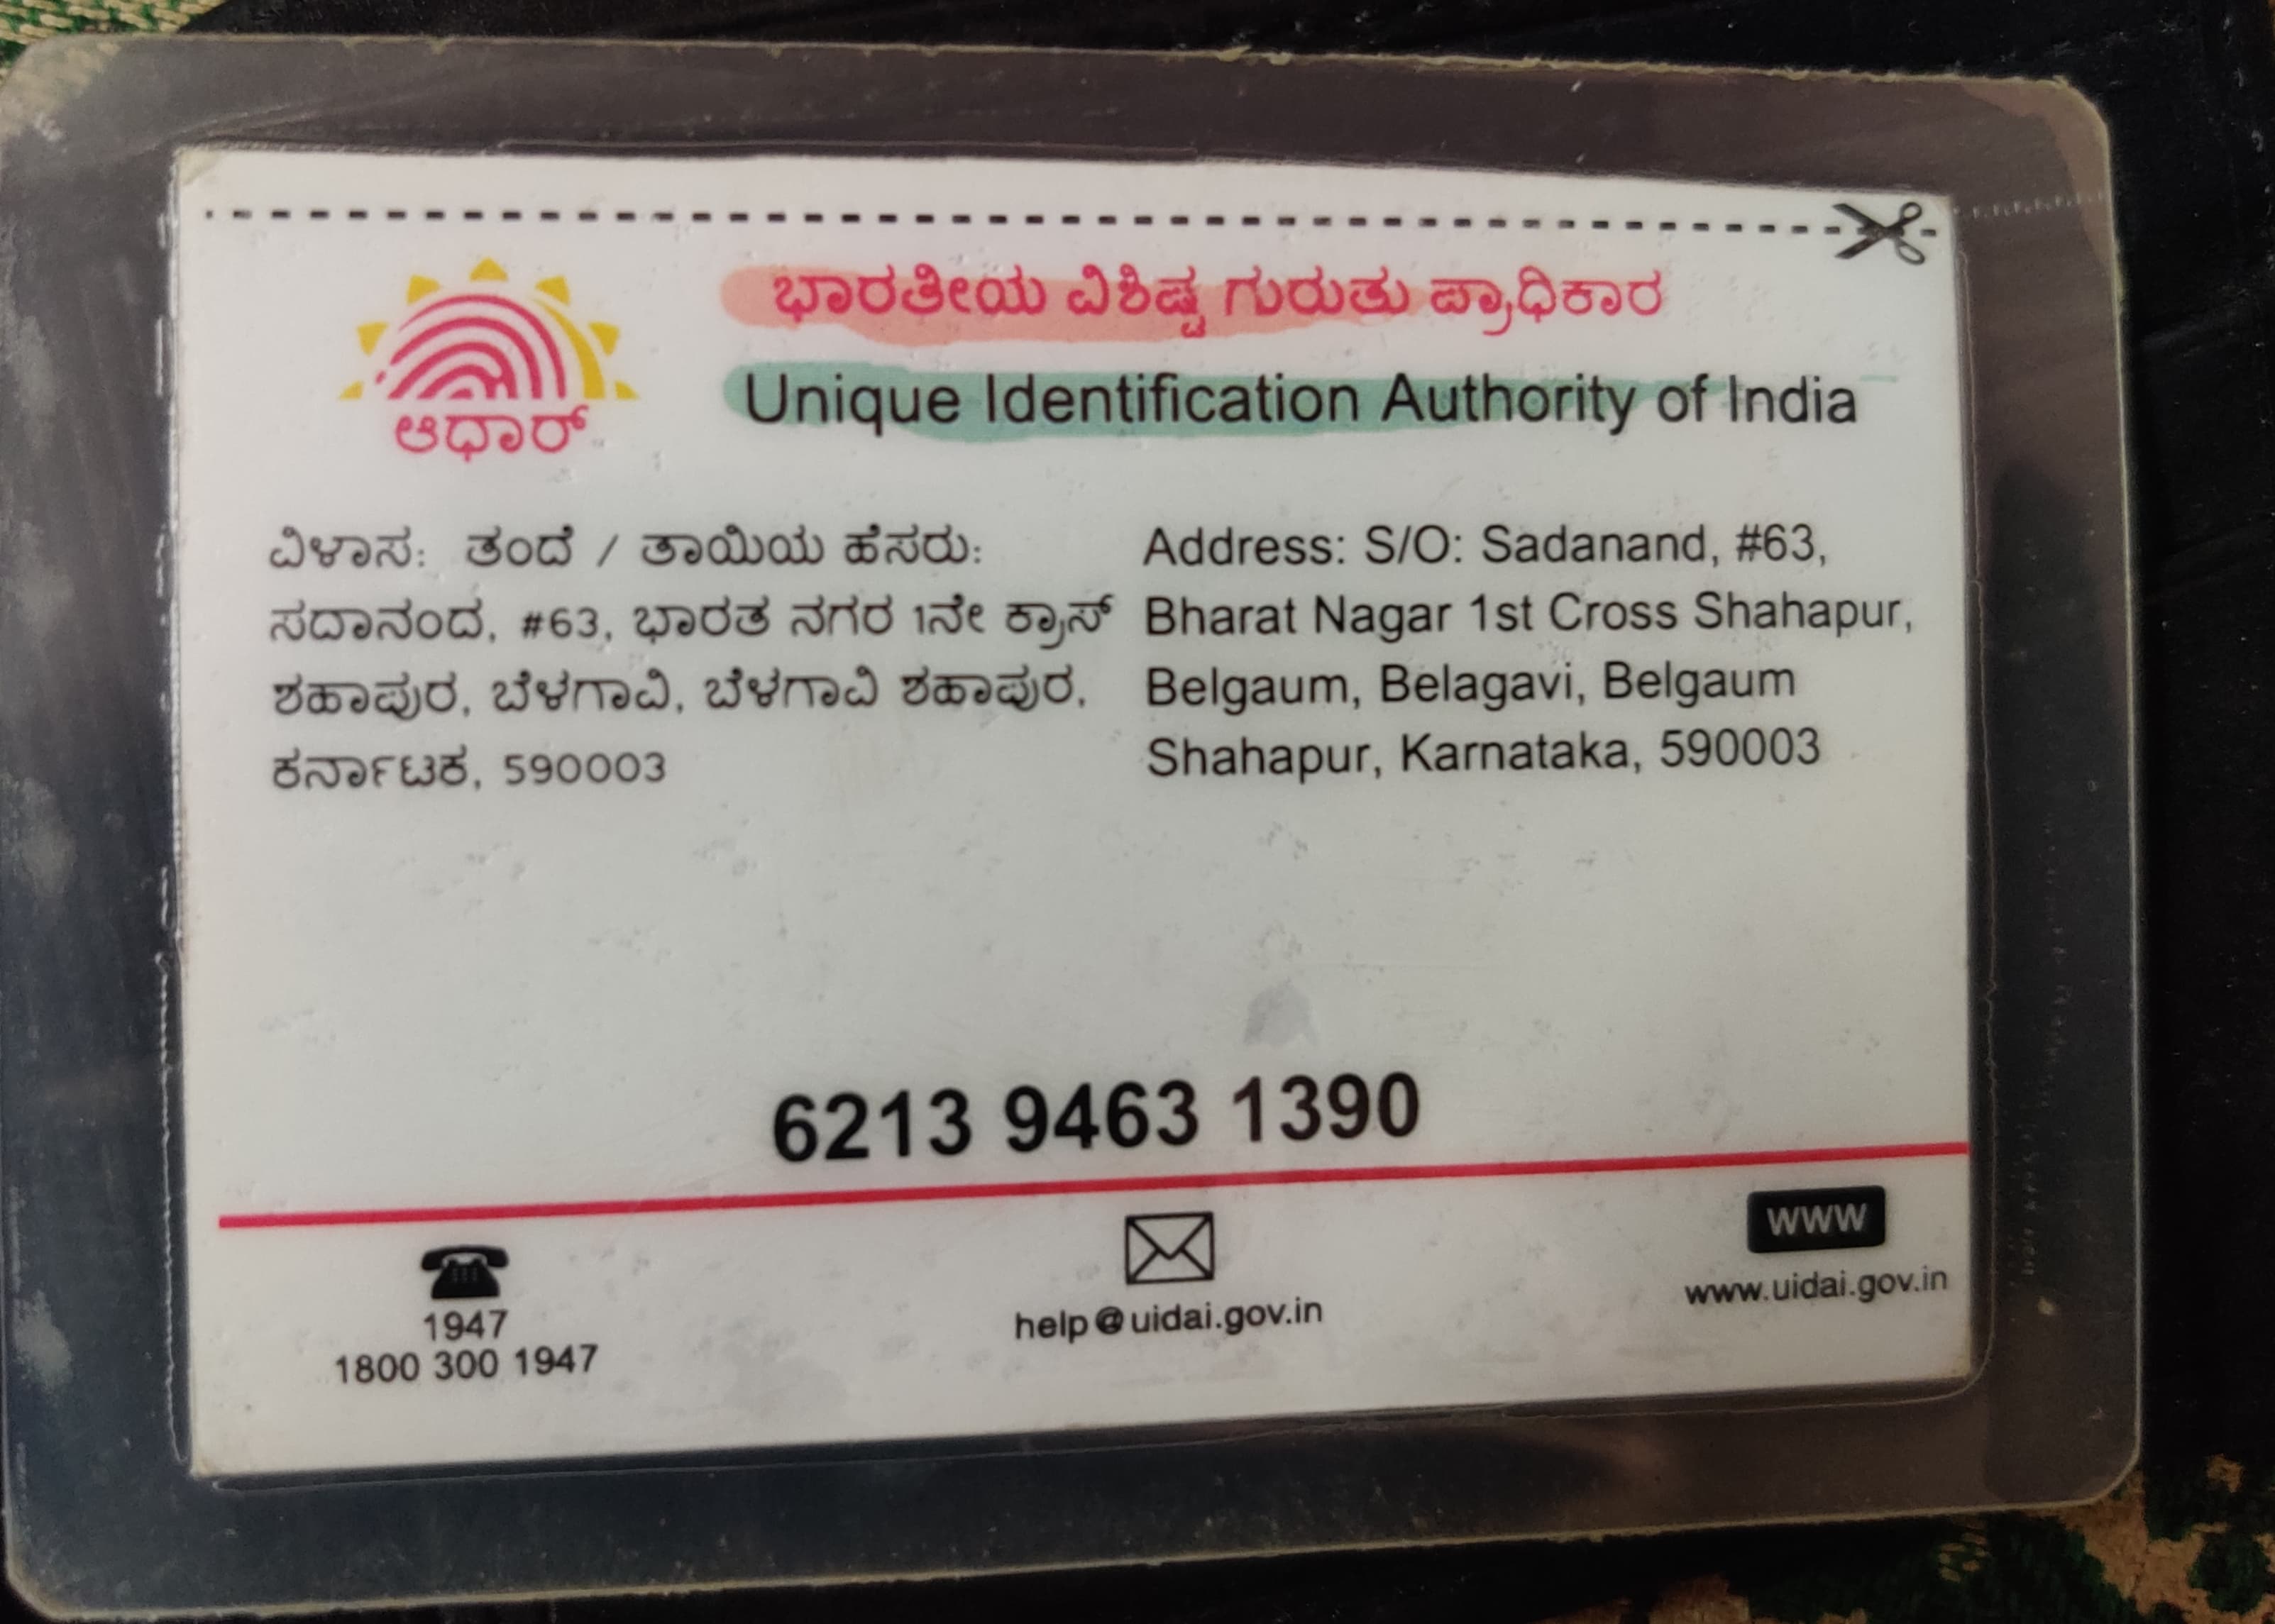 ಆಧಾರ್
ಭಾರತೀಯ ವಿಶಿಷ್ಟ ಗುರುತು ಪ್ರಾಧಿಕಾರ
Unique Identification Authority of India
ವಿಳಾಸ: ತಂದೆ / ತಾಯಿಯ ಹೆಸರು:
ಸದಾನಂದ, #63, ಭಾರತ ನಗರ 1ನೇ ಕ್ರಾಸ್
ಶಹಾಪುರ, ಬೆಳಗಾವಿ, ಬೆಳಗಾವಿ ಶಹಾಪುರ,
ಕರ್ನಾಟಕ, 590003
Address: S/O: Sadanand, #63,
Bharat Nagar 1st Cross Shahapur,
Belgaum, Belagavi, Belgaum
Shahapur, Karnataka, 590003
6213 9463 1390
1947
1800 300 1947
help@uidai.gov.in
www
www.uidai.gov.in